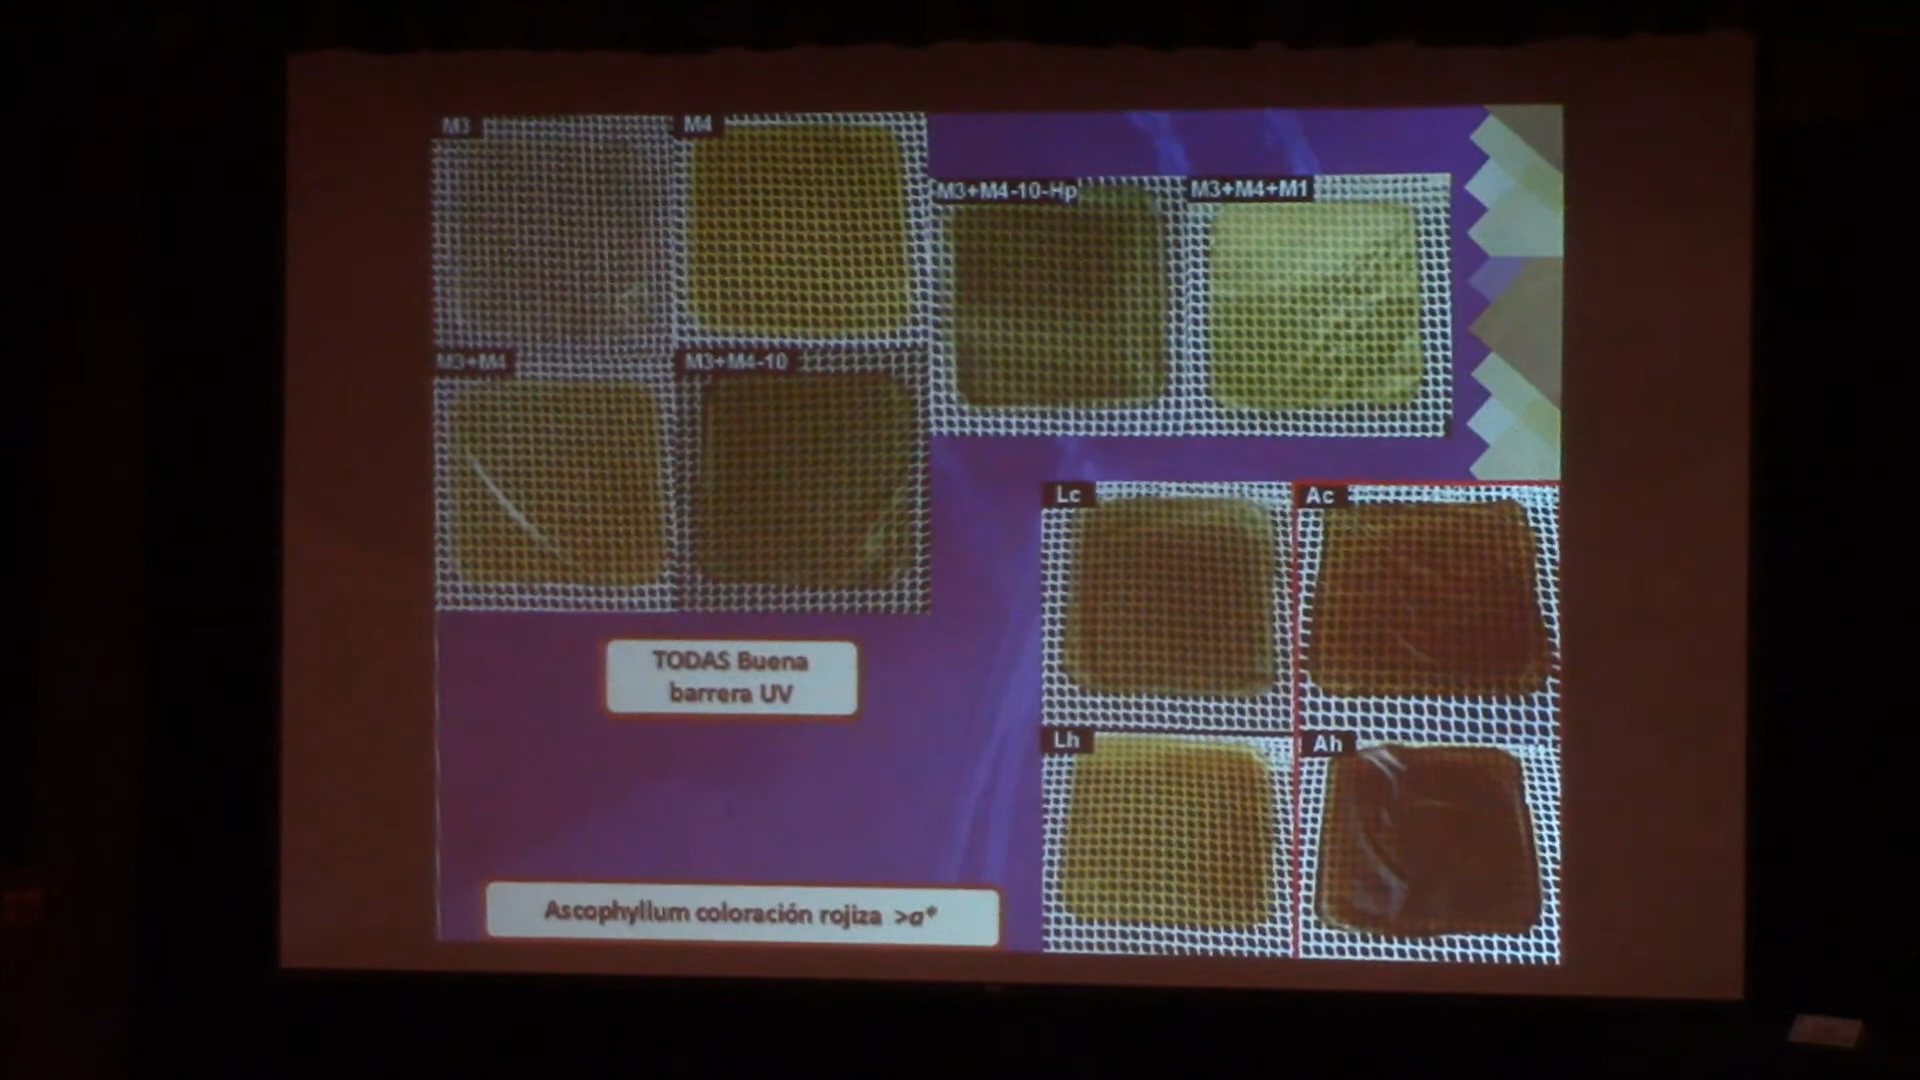 M3
M4
M3+M4-10-Hp
M3+M4+M1
M3+M4
M3+M4-10
Lc
Ac
TODAS Buena
barrera UV
Lh
Ah
Ascophyllum coloración rojiza >a*